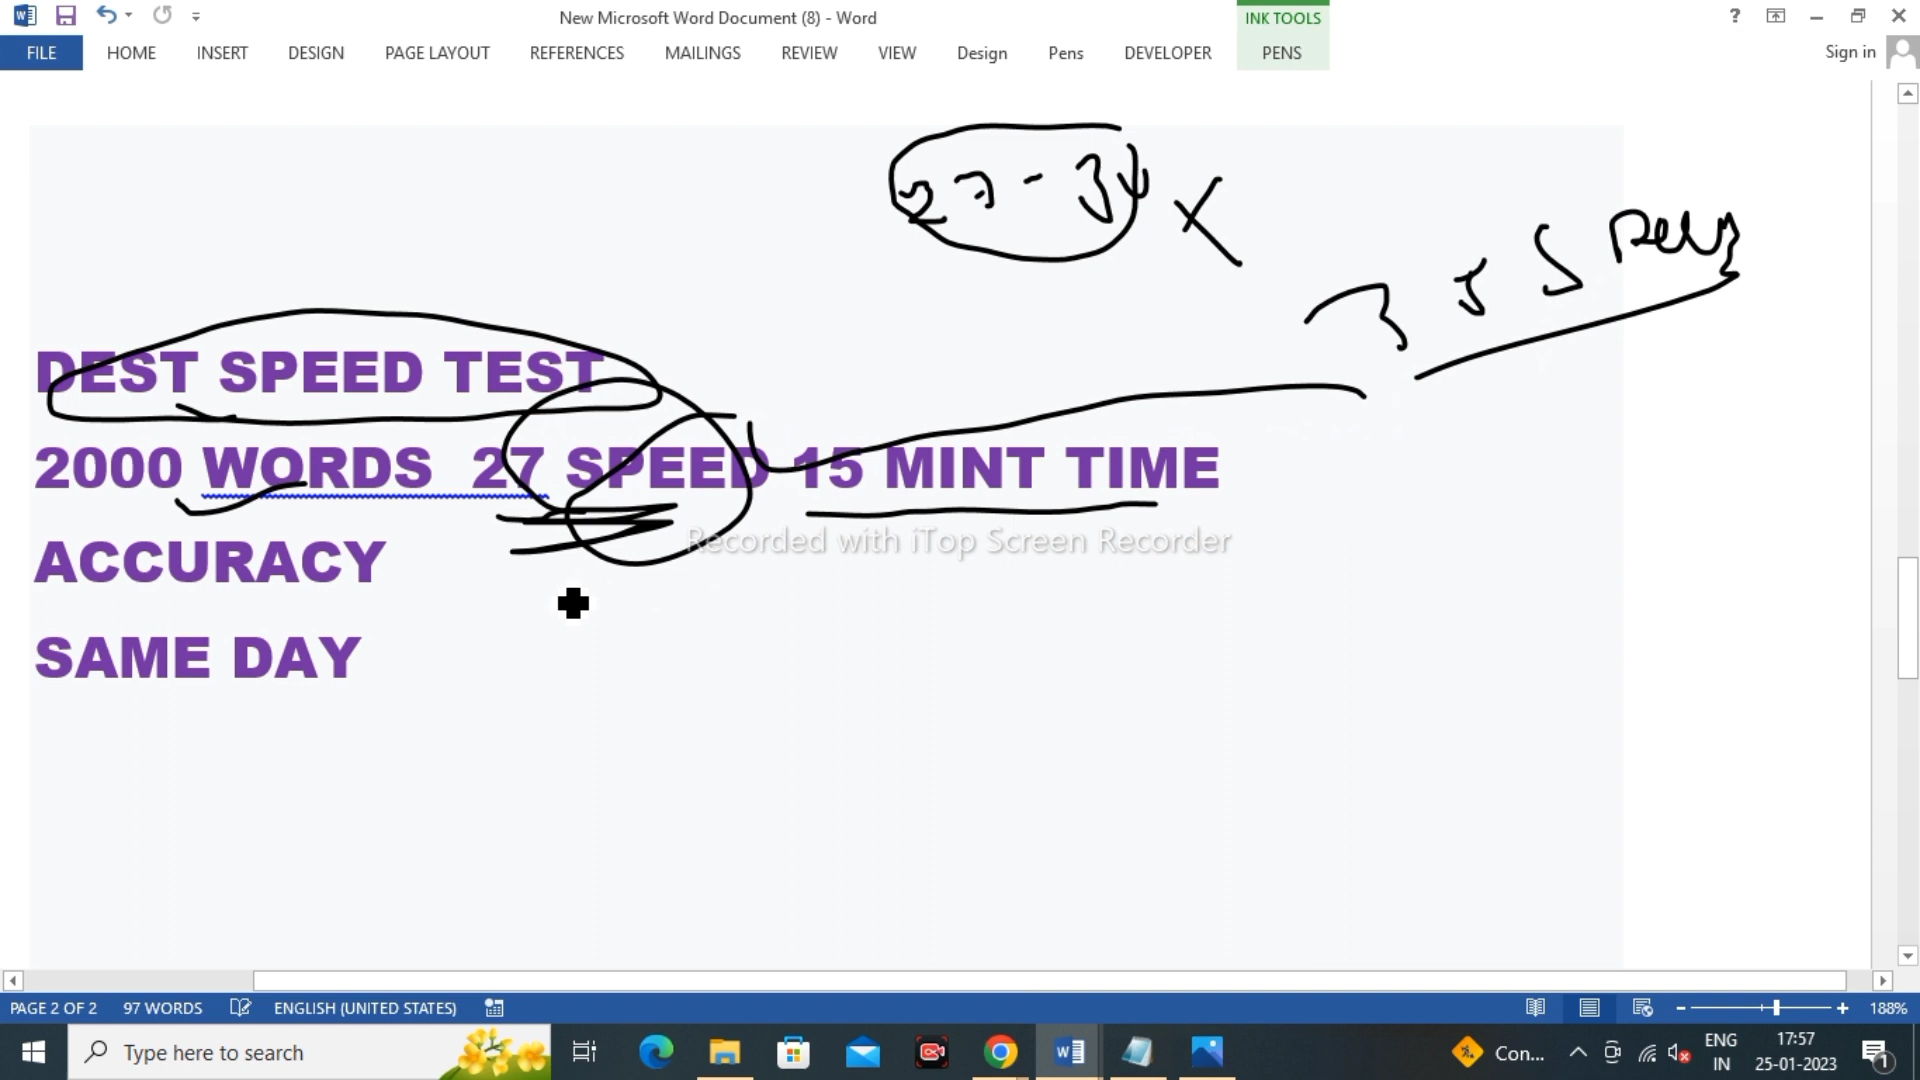 New Microsoft Word Document (8) - Word
INK TOOLS
FILE HOME INSERT DESIGN PAGE LAYOUT REFERENCES MAILINGS REVIEW VIEW Design Pens DEVELOPER PENS
Sign in
27 - 34 X
DEST SPEED TEST
2000 WORDS 27 SPEED 15 MINT TIME
Recorded with iTop Screen Recorder
ACCURACY
SAME DAY
PAGE 2 OF 2 97 WORDS ENGLISH (UNITED STATES) 188%
Type here to search
Con...
ENG
IN
17:57
25-01-2023
1